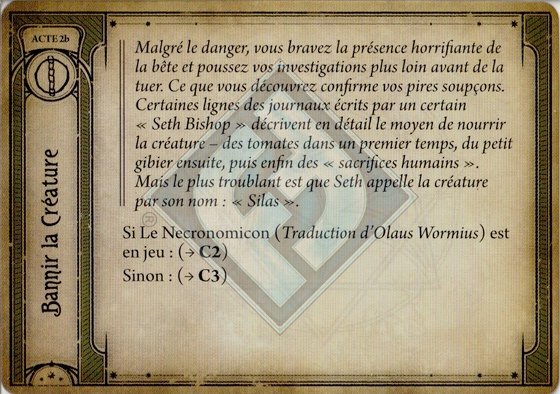 ACTE 2b
Bannir la Créature
Malgré le danger, vous bravez la présence horrifiante de
la bête et poussez vos investigations plus loin avant de la
tuer. Ce que vous découvrez confirme vos pires soupçons.
Certaines lignes des journaux écrits par un certain
« Seth Bishop » décrivent en détail le moyen de nourrir
la créature – des tomates dans un premier temps, du petit
gibier ensuite, puis enfin des « sacrifices humains ».
Mais le plus troublant est que Seth appelle la créature
par son nom : « Silas ».
Si Le Necronomicon (Traduction d'Olaus Wormius) est
en jeu : (→ C2)
Sinon : (→ C3)